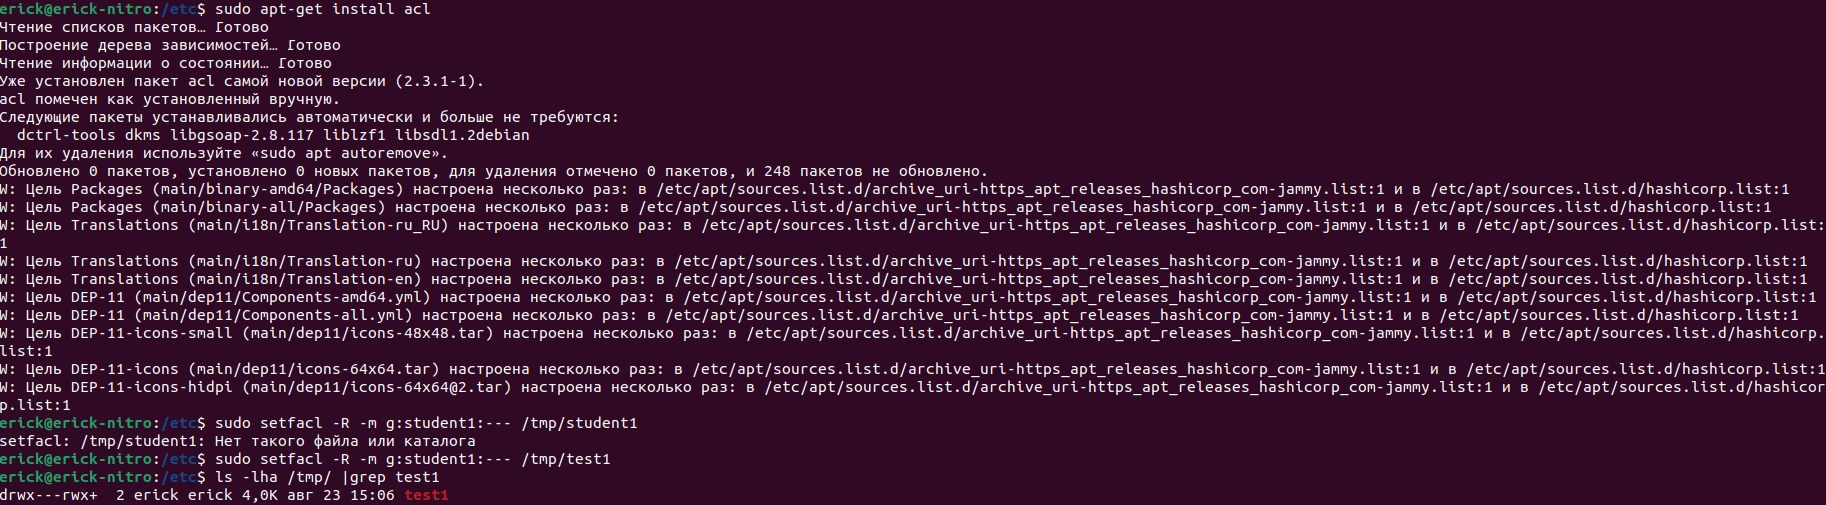 erick@erick-nitro:/etc$ sudo apt-get install acl
Чтение списков пакетов… Готово
Построение дерева зависимостей… Готово
Чтение информации о состоянии… Готово
Уже установлен пакет acl самой новой версии (2.3.1-1).
acl помечен как установленный вручную.
Следующие пакеты устанавливались автоматически и больше не требуются:
  dctrl-tools dkms libgsoap-2.8.117 liblzf1 libsdl1.2debian
Для их удаления используйте «sudo apt autoremove».
Обновлено 0 пакетов, установлено 0 новых пакетов, для удаления отмечено 0 пакетов, и 248 пакетов не обновлено.
W: Цель Packages (main/binary-amd64/Packages) настроена несколько раз: в /etc/apt/sources.list.d/archive_uri-https_apt_releases_hashicorp_com-jammy.list:1 и в /etc/apt/sources.list.d/hashicorp.list:1
W: Цель Packages (main/binary-all/Packages) настроена несколько раз: в /etc/apt/sources.list.d/archive_uri-https_apt_releases_hashicorp_com-jammy.list:1 и в /etc/apt/sources.list.d/hashicorp.list:1
W: Цель Translations (main/i18n/Translation-ru_RU) настроена несколько раз: в /etc/apt/sources.list.d/archive_uri-https_apt_releases_hashicorp_com-jammy.list:1 и в /etc/apt/sources.list.d/hashicorp.list:
1
W: Цель Translations (main/i18n/Translation-ru) настроена несколько раз: в /etc/apt/sources.list.d/archive_uri-https_apt_releases_hashicorp_com-jammy.list:1 и в /etc/apt/sources.list.d/hashicorp.list:1
W: Цель Translations (main/i18n/Translation-en) настроена несколько раз: в /etc/apt/sources.list.d/archive_uri-https_apt_releases_hashicorp_com-jammy.list:1 и в /etc/apt/sources.list.d/hashicorp.list:1
W: Цель DEP-11 (main/dep11/Components-amd64.yml) настроена несколько раз: в /etc/apt/sources.list.d/archive_uri-https_apt_releases_hashicorp_com-jammy.list:1 и в /etc/apt/sources.list.d/hashicorp.list:1
W: Цель DEP-11 (main/dep11/Components-all.yml) настроена несколько раз: в /etc/apt/sources.list.d/archive_uri-https_apt_releases_hashicorp_com-jammy.list:1 и в /etc/apt/sources.list.d/hashicorp.list:1
W: Цель DEP-11-icons-small (main/dep11/icons-48x48.tar) настроена несколько раз: в /etc/apt/sources.list.d/archive_uri-https_apt_releases_hashicorp_com-jammy.list:1 и в /etc/apt/sources.list.d/hashicorp.
list:1
W: Цель DEP-11-icons (main/dep11/icons-64x64.tar) настроена несколько раз: в /etc/apt/sources.list.d/archive_uri-https_apt_releases_hashicorp_com-jammy.list:1 и в /etc/apt/sources.list.d/hashicorp.list:1
W: Цель DEP-11-icons-hidpi (main/dep11/icons-64x64@2.tar) настроена несколько раз: в /etc/apt/sources.list.d/archive_uri-https_apt_releases_hashicorp_com-jammy.list:1 и в /etc/apt/sources.list.d/hashicor
p.list:1
erick@erick-nitro:/etc$ sudo setfacl -R -m g:student1:--- /tmp/student1
setfacl: /tmp/student1: Нет такого файла или каталога
erick@erick-nitro:/etc$ sudo setfacl -R -m g:student1:--- /tmp/test1
erick@erick-nitro:/etc$ ls -lha /tmp/ |grep test1
drwx---rwx+  2 erick erick 4,0K авг 23 15:06 test1